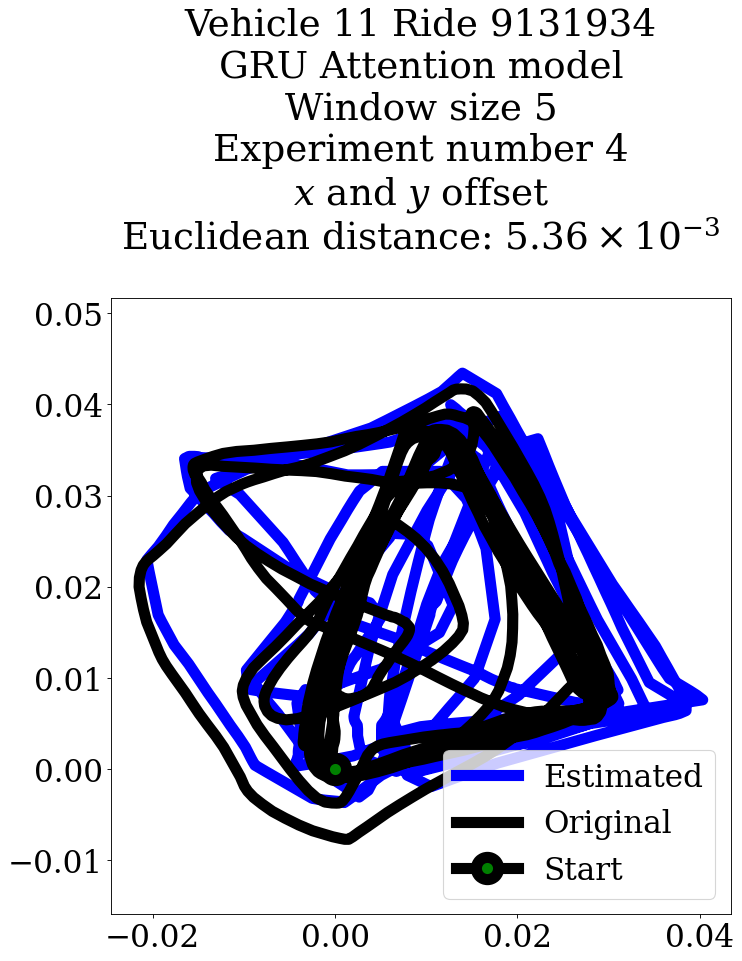 Vehicle 11 Ride 9131934
GRU Attention model
Window size 5
Experiment number 4
x and y offset
Euclidean distance: 5.36 × 10⁻³
0.05
0.04
0.03
0.02
0.01
0.00
−0.01
Estimated
Original
Start
−0.02
0.00
0.02
0.04